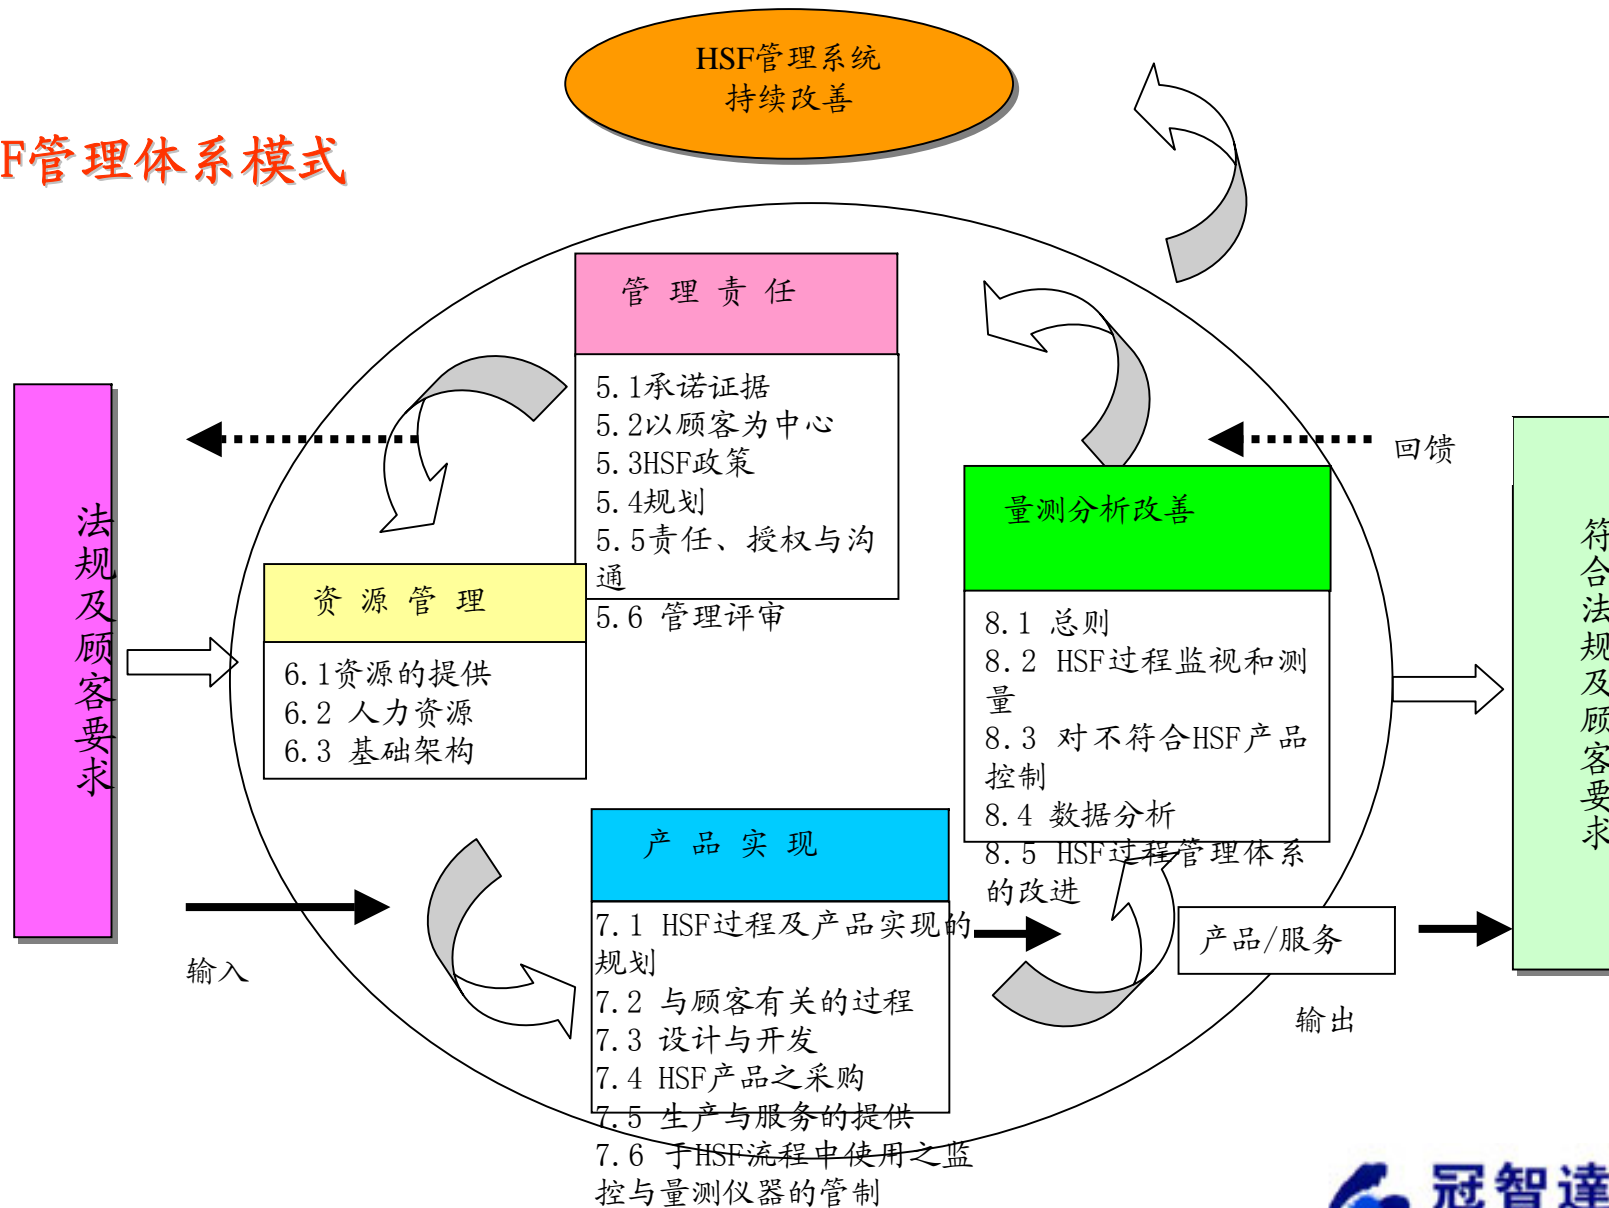 HSF管理系统
持续改善
F管理体系模式
管 理 责 任
5.1承诺证据
5.2以顾客为中心
5.3HSF政策
5.4规划
5.5责任、授权与沟
通
5.6 管理评审
法规及顾客要求
资 源 管 理
6.1资源的提供
6.2 人力资源
6.3 基础架构
回馈
量测分析改善
8.1 总则
8.2 HSF过程监视和测
量
8.3 对不符合HSF产品
控制
8.4 数据分析
8.5 HSF过程管理体系
的改进
符合法规及顾客要求
产 品 实 现
7.1 HSF过程及产品实现的
规划
7.2 与顾客有关的过程
7.3 设计与开发
7.4 HSF产品之采购
7.5 生产与服务的提供
7.6 于HSF流程中使用之监
控与量测仪器的管制
输入
产品/服务
输出
冠智達